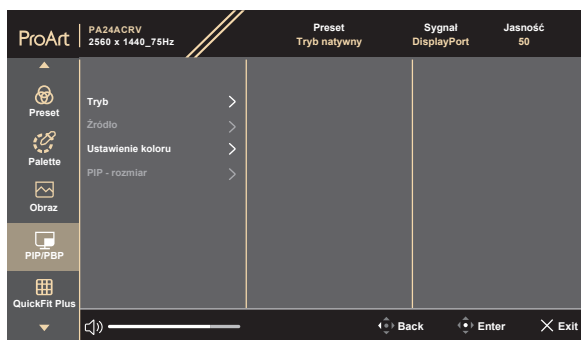 ProArt
PA24ACRV
2560 x 1440_75Hz
Preset
Tryb natywny
Sygnał
DisplayPort
Jasność
50
Preset
Palette
Obraz
PIP/PBP
QuickFit Plus
Tryb
Źródło
Ustawienie koloru
PIP - rozmiar
Back
Enter
Exit